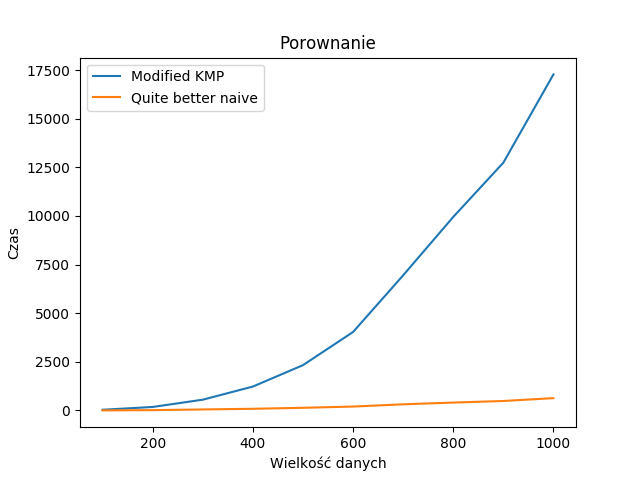 Porownanie
Modified KMP
Quite better naive
17500
15000
12500
10000
7500
5000
2500
0
Czas
200 400 600 800 1000
Wielkość danych